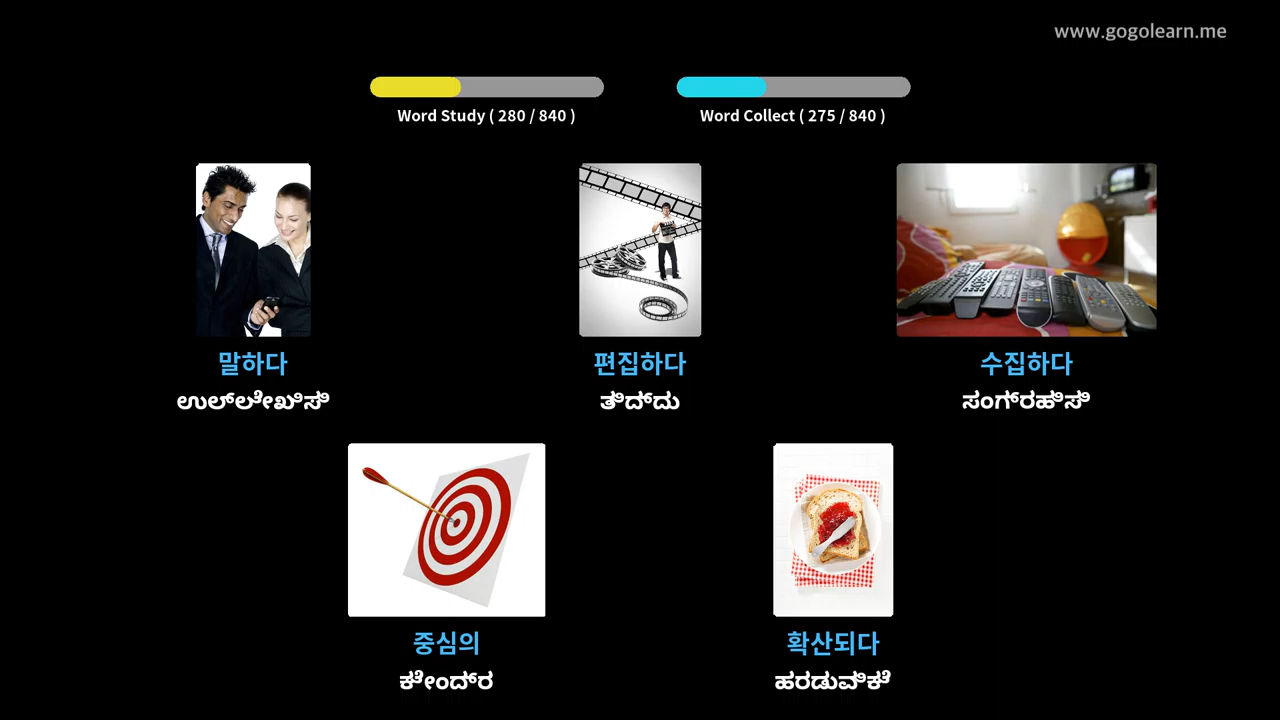 www.gogolearn.me
Word Study ( 280 / 840 )
Word Collect ( 275 / 840 )
말하다
편집하다
수집하다
ಉಲ್ಲೇಖಿಸಿ
ತಿದ್ದು
ಸಂಗ್ರಹಿಸಿ
중심의
확산되다
ಕೇಂದ್ರ
ಹರಡುವಿಕೆ